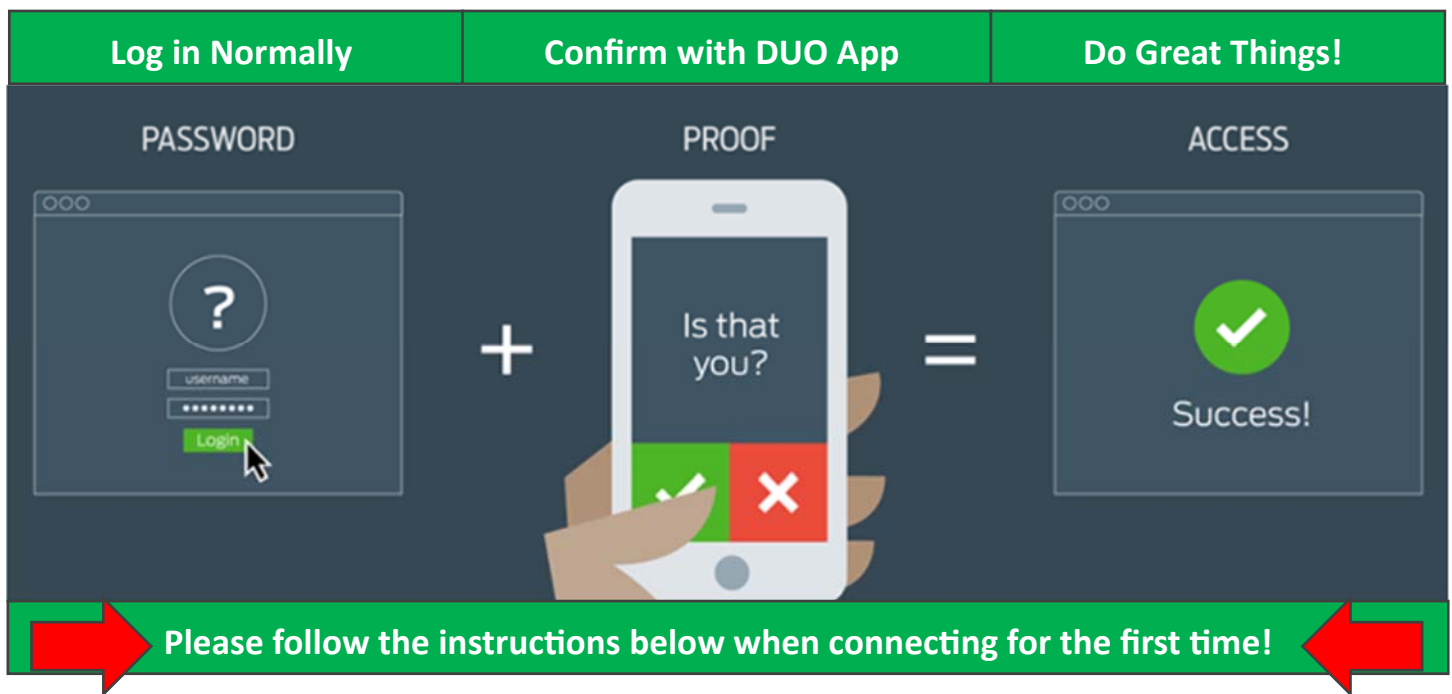 Log in Normally
Confirm with DUO App
Do Great Things!
PASSWORD
PROOF
ACCESS
?
username
Login
+
Is that
you?
=
Success!
Please follow the instructions below when connecting for the first time!